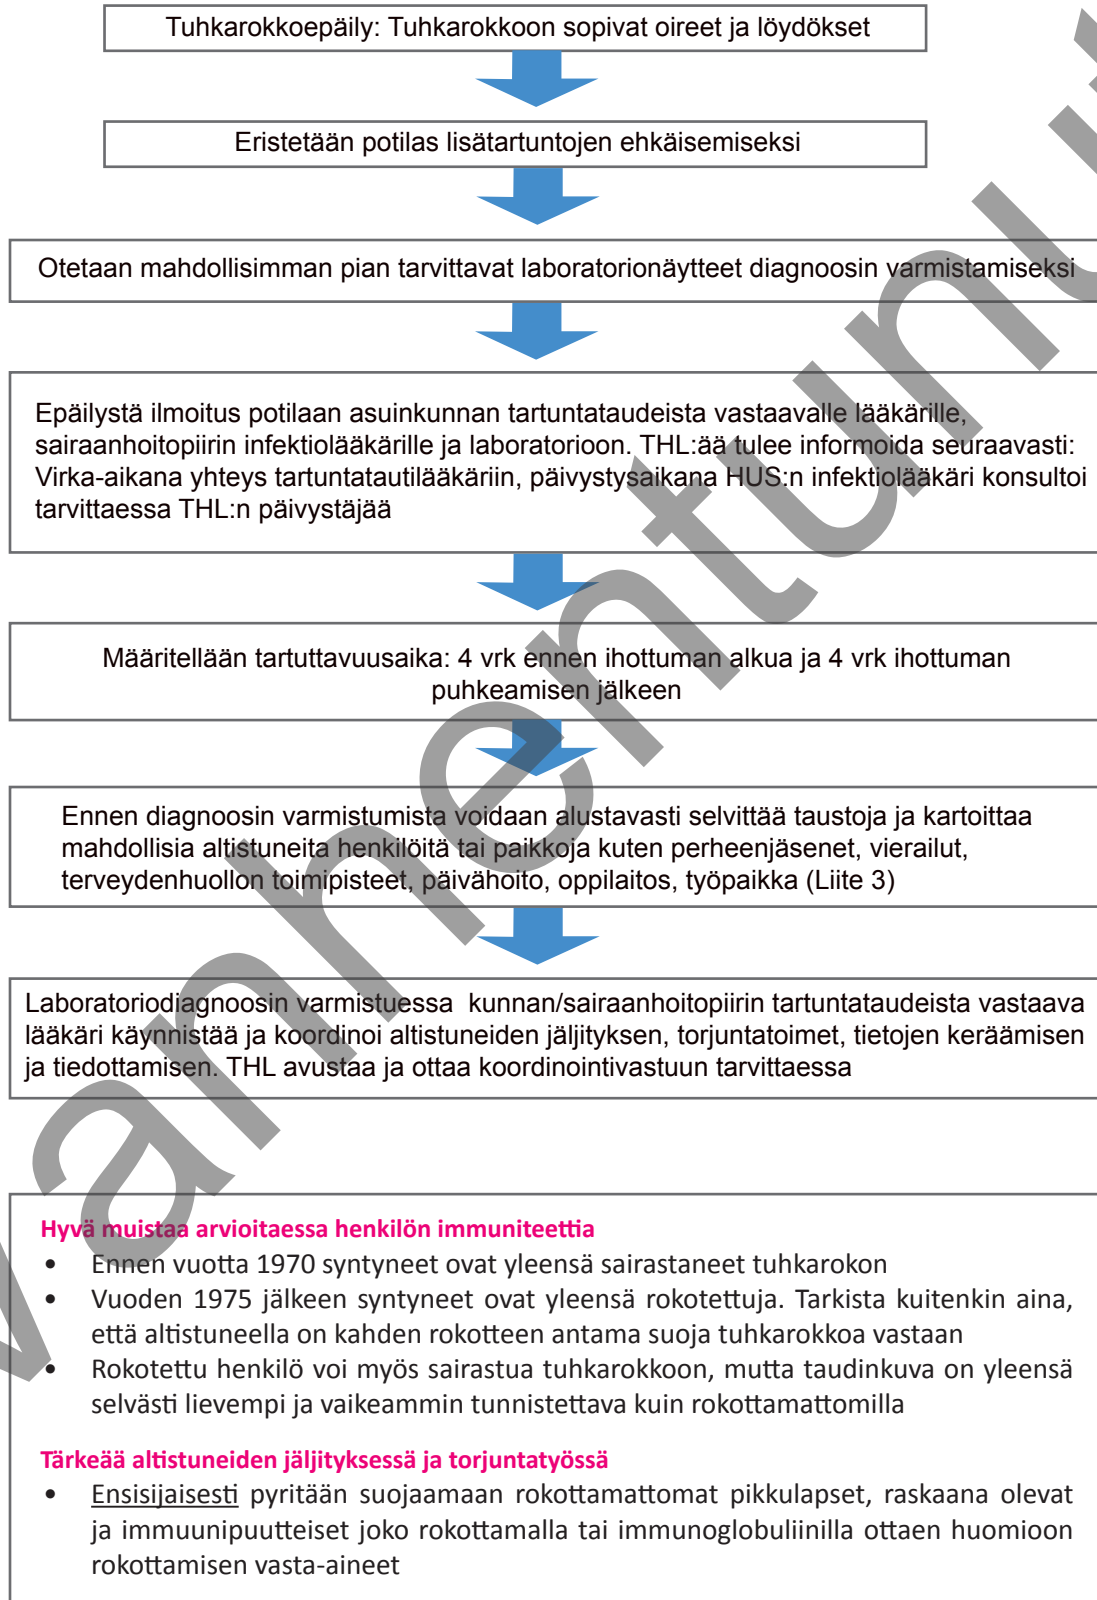 Tuhkarokkoepäily: Tuhkarokkoon sopivat oireet ja löydökset
Eristetään potilas lisätartuntojen ehkäisemiseksi
Otetaan mahdollisimman pian tarvittavat laboratorionäytteet diagnoosin varmistamiseksi
Epäilystä ilmoitus potilaan asuinkunnan tartuntataudeista vastaavalle lääkärille,
sairaanhoitopiirin infektiolääkärille ja laboratorioon. THL:ää tulee informoida seuraavasti:
Virka-aikana yhteys tartuntatautilääkäriin, päivystysaikana HUS:n infektiolääkäri konsultoi
tarvittaessa THL:n päivystäjää
Määritellään tartuttavuusaika: 4 vrk ennen ihottuman alkua ja 4 vrk ihottuman
puhkeamisen jälkeen
Ennen diagnoosin varmistumista voidaan alustavasti selvittää taustoja ja kartoittaa
mahdollisia altistuneita henkilöitä tai paikkoja kuten perheenjäsenet, vierailut,
terveydenhuollon toimipisteet, päivähoito, oppilaitos, työpaikka (Liite 3)
Laboratoriodiagnoosin varmistuessa kunnan/sairaanhoitopiirin tartuntataudeista vastaava
lääkäri käynnistää ja koordinoi altistuneiden jäljityksen, torjuntatoimet, tietojen keräämisen
ja tiedottamisen. THL avustaa ja ottaa koordinointivastuun tarvittaessa
Hyvä muistaa arvioitaessa henkilön immuniteettia
• Ennen vuotta 1970 syntyneet ovat yleensä sairastaneet tuhkarokon
• Vuoden 1975 jälkeen syntyneet ovat yleensä rokotettuja. Tarkista kuitenkin aina,
että altistuneella on kahden rokotteen antama suoja tuhkarokkoa vastaan
• Rokotettu henkilö voi myös sairastua tuhkarokkoon, mutta taudinkuva on yleensä
selvästi lievempi ja vaikeammin tunnistettava kuin rokottamattomilla
Tärkeää altistuneiden jäljityksessä ja torjuntatyössä
• Ensisijaisesti pyritään suojaamaan rokottamattomat pikkulapset, raskaana olevat
ja immuunipuutteiset joko rokottamalla tai immunoglobuliinilla ottaen huomioon
rokottamisen vasta-aineet
vanhentunut